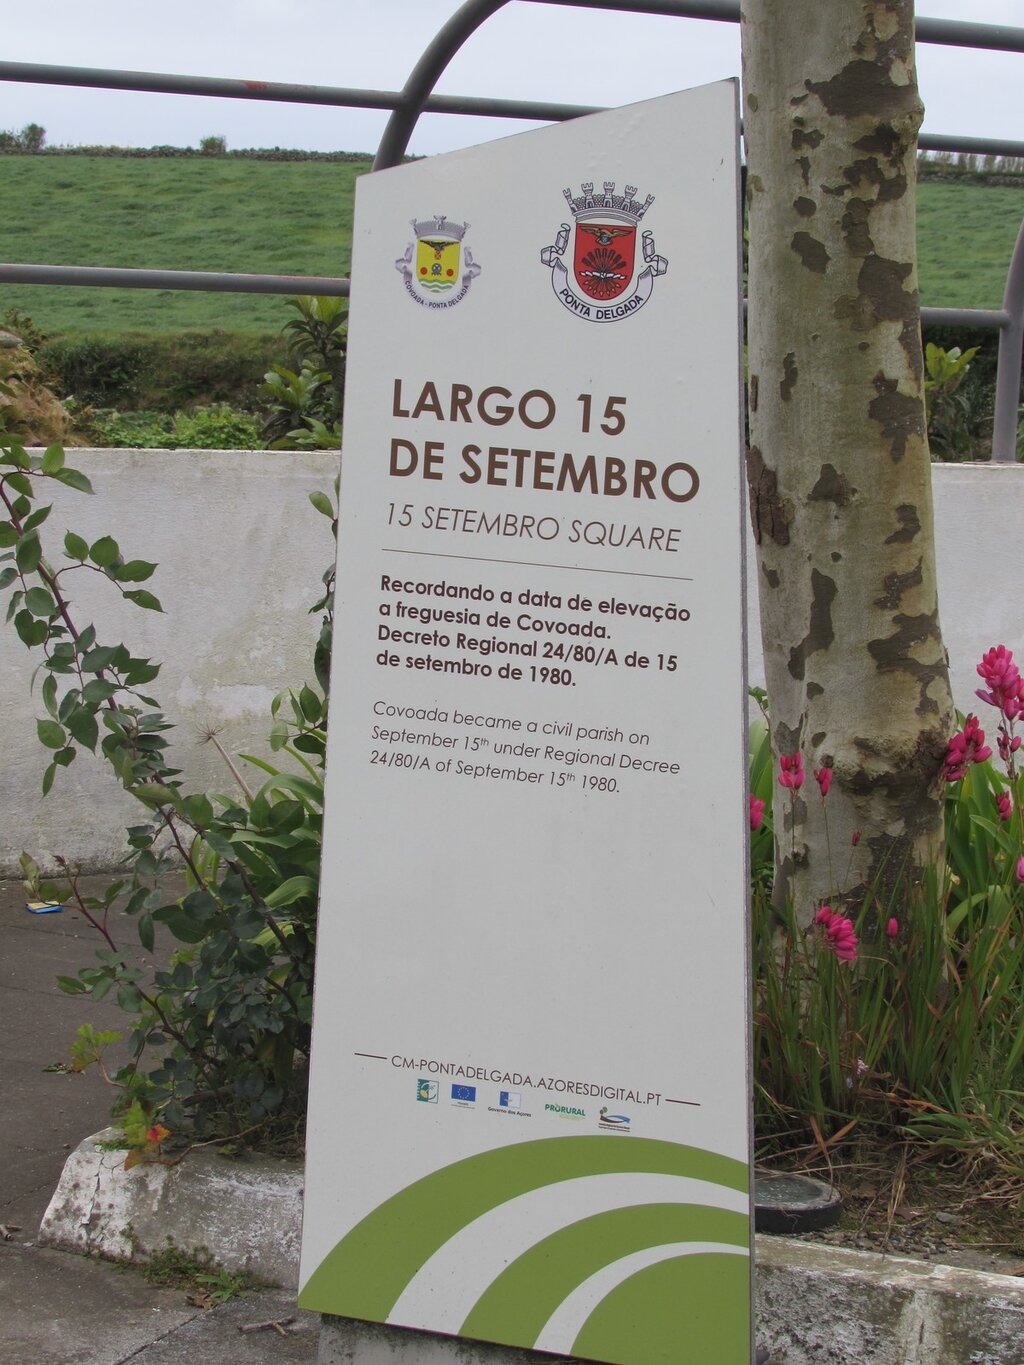 COVOADA - PONTA DELGADA
PONTA DELGADA
LARGO 15
DE SETEMBRO
15 SETEMBRO SQUARE
Recordando a data de elevação
a freguesia de Covoada.
Decreto Regional 24/80/A de 15
de setembro de 1980.
Covoada became a civil parish on
September 15th under Regional Decree
24/80/A of September 15th 1980.
CM-PONTADELGADA.AZORESDIGITAL.PT
Governo dos Açores
PRORURAL